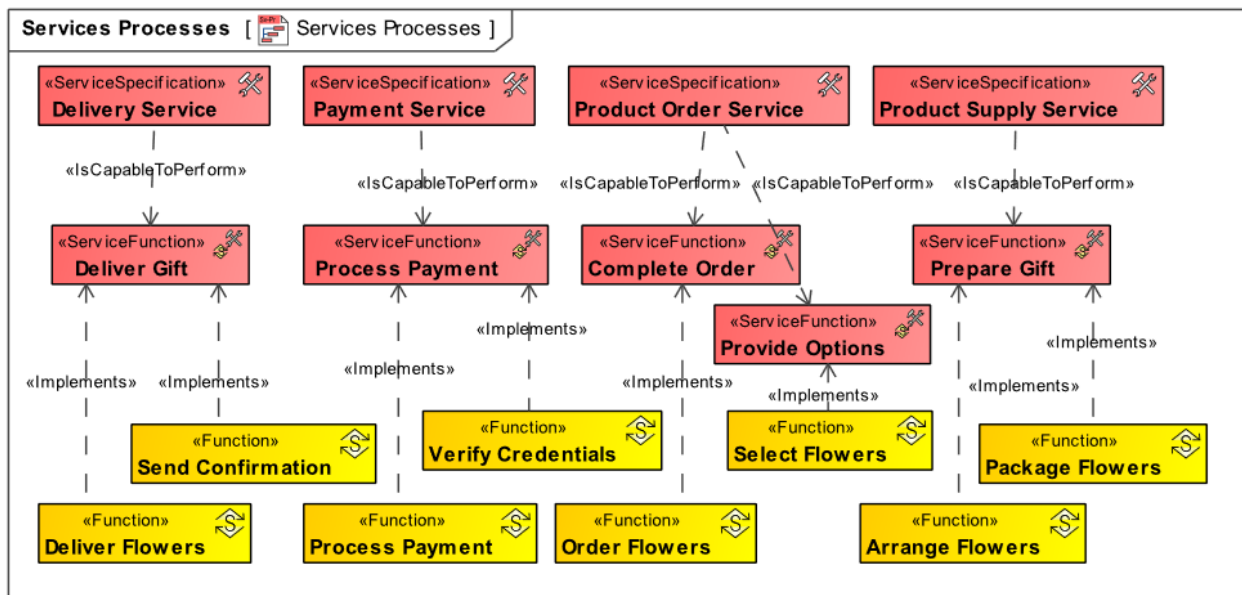 Services Processes [ Services Processes ]
«ServiceSpecification»
Delivery Service
«ServiceSpecification»
Payment Service
«ServiceSpecification»
Product Order Service
«ServiceSpecification»
Product Supply Service
«IsCapableToPerform»
«IsCapableToPerform»
«IsCapableToPerform»
«IsCapableToPerform»
«IsCapableToPerform»
«ServiceFunction»
Deliver Gift
«ServiceFunction»
Process Payment
«ServiceFunction»
Complete Order
«ServiceFunction»
Prepare Gift
«ServiceFunction»
Provide Options
«Implements»
«Implements»
«Implements»
«Implements»
«Implements»
«Implements»
«Implements»
«Implements»
«Implements»
«Function»
Send Confirmation
«Function»
Verify Credentials
«Function»
Select Flowers
«Function»
Package Flowers
«Function»
Deliver Flowers
«Function»
Process Payment
«Function»
Order Flowers
«Function»
Arrange Flowers